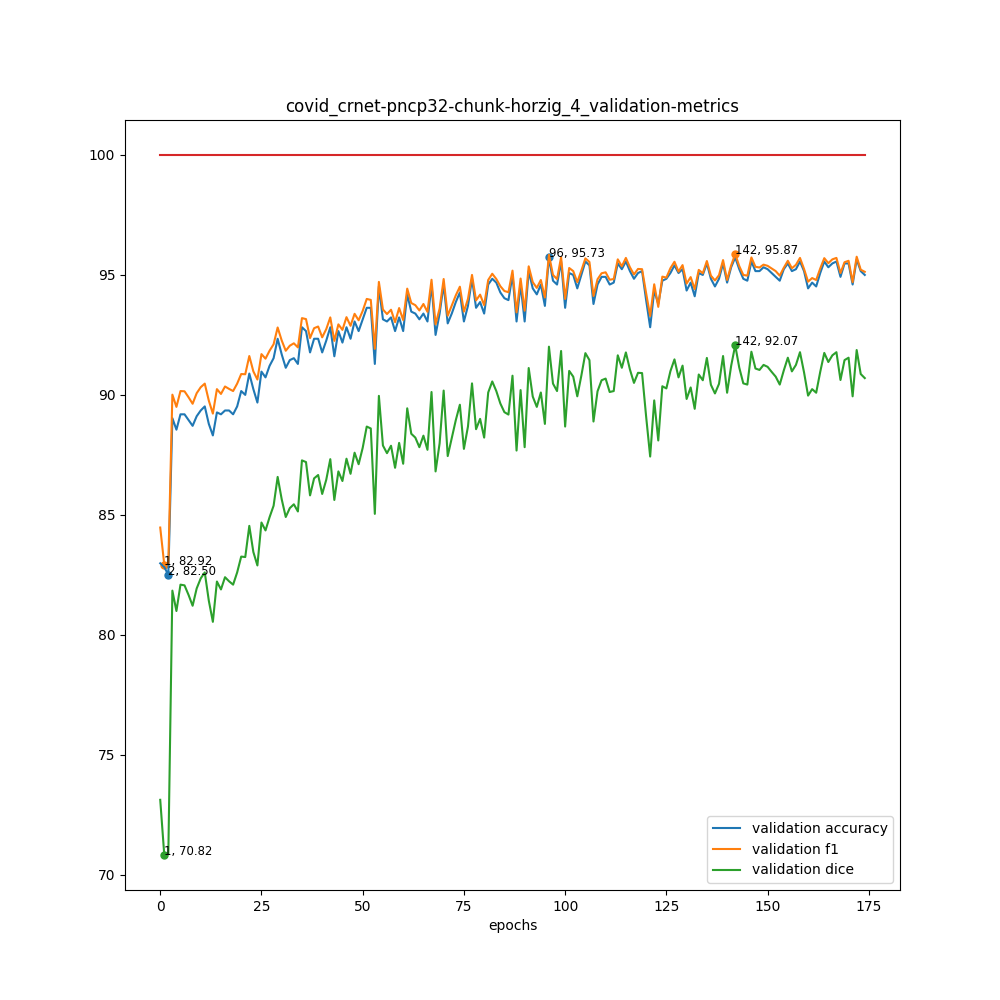 covid_crnet-pncp32-chunk-horzig_4_validation-metrics
100
95
90
85
80
75
70
96, 95.73
142, 95.87
142, 92.07
1, 82.92
2, 82.50
1, 70.82
validation accuracy
validation f1
validation dice
0 25 50 75 100 125 150 175
epochs